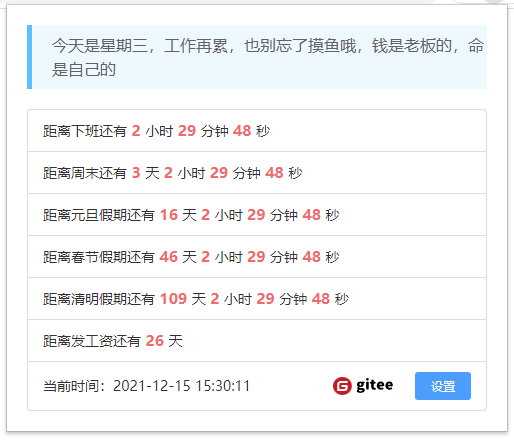 今天是星期三，工作再累，也别忘了摸鱼哦，钱是老板的，命
是自己的
距离下班还有 2 小时 29 分钟 48 秒
距离周末还有 3 天 2 小时 29 分钟 48 秒
距离元旦假期还有 16 天 2 小时 29 分钟 48 秒
距离春节假期还有 46 天 2 小时 29 分钟 48 秒
距离清明假期还有 109 天 2 小时 29 分钟 48 秒
距离发工资还有 26 天
当前时间：2021-12-15 15:30:11 gitee 设置